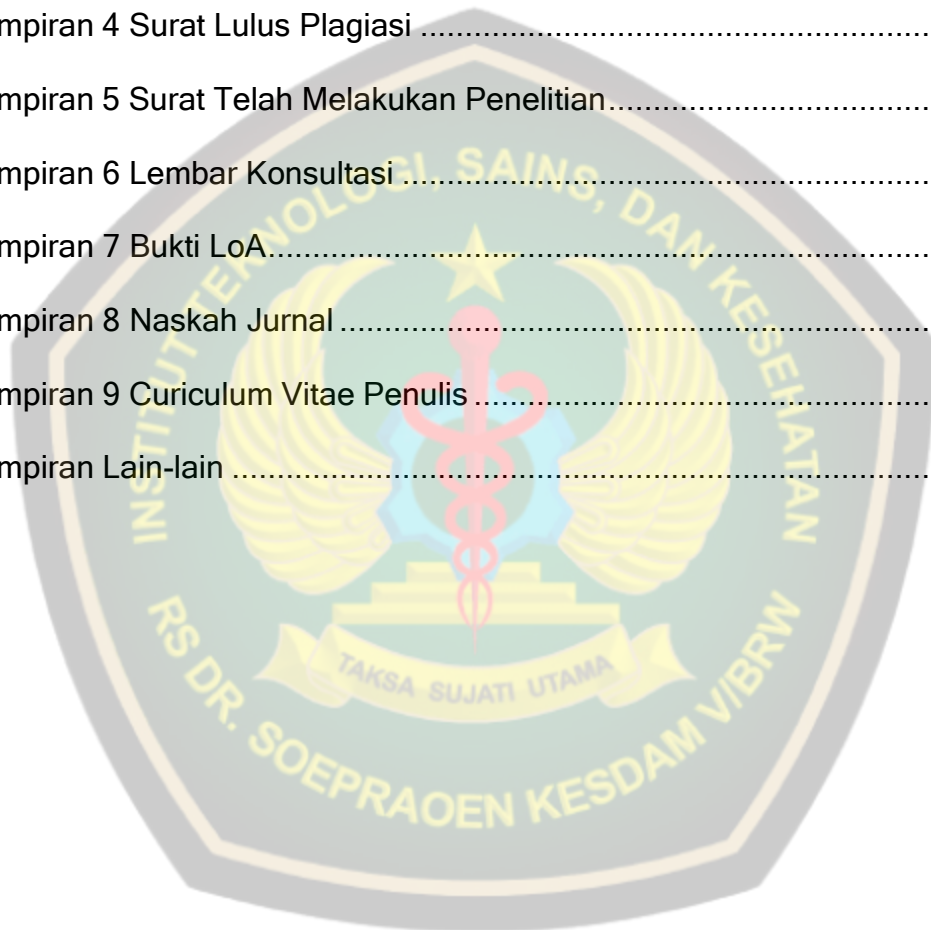 mpiran 4 Surat Lulus Plagiasi ..........................................................
mpiran 5 Surat Telah Melakukan Penelitian....................................
mpiran 6 Lembar Konsultasi ............................................................
mpiran 7 Bukti LoA..........................................................................
mpiran 8 Naskah Jurnal ..................................................................
mpiran 9 Curiculum Vitae Penulis ...................................................
mpiran Lain-lain ..............................................................................
INSTITUT TEKNOLOGI, SAINS, DAN KESEHATAN
TAKSA SUJATI UTAMA
RS DR. SOEPRAOEN KESDAM V/BRW